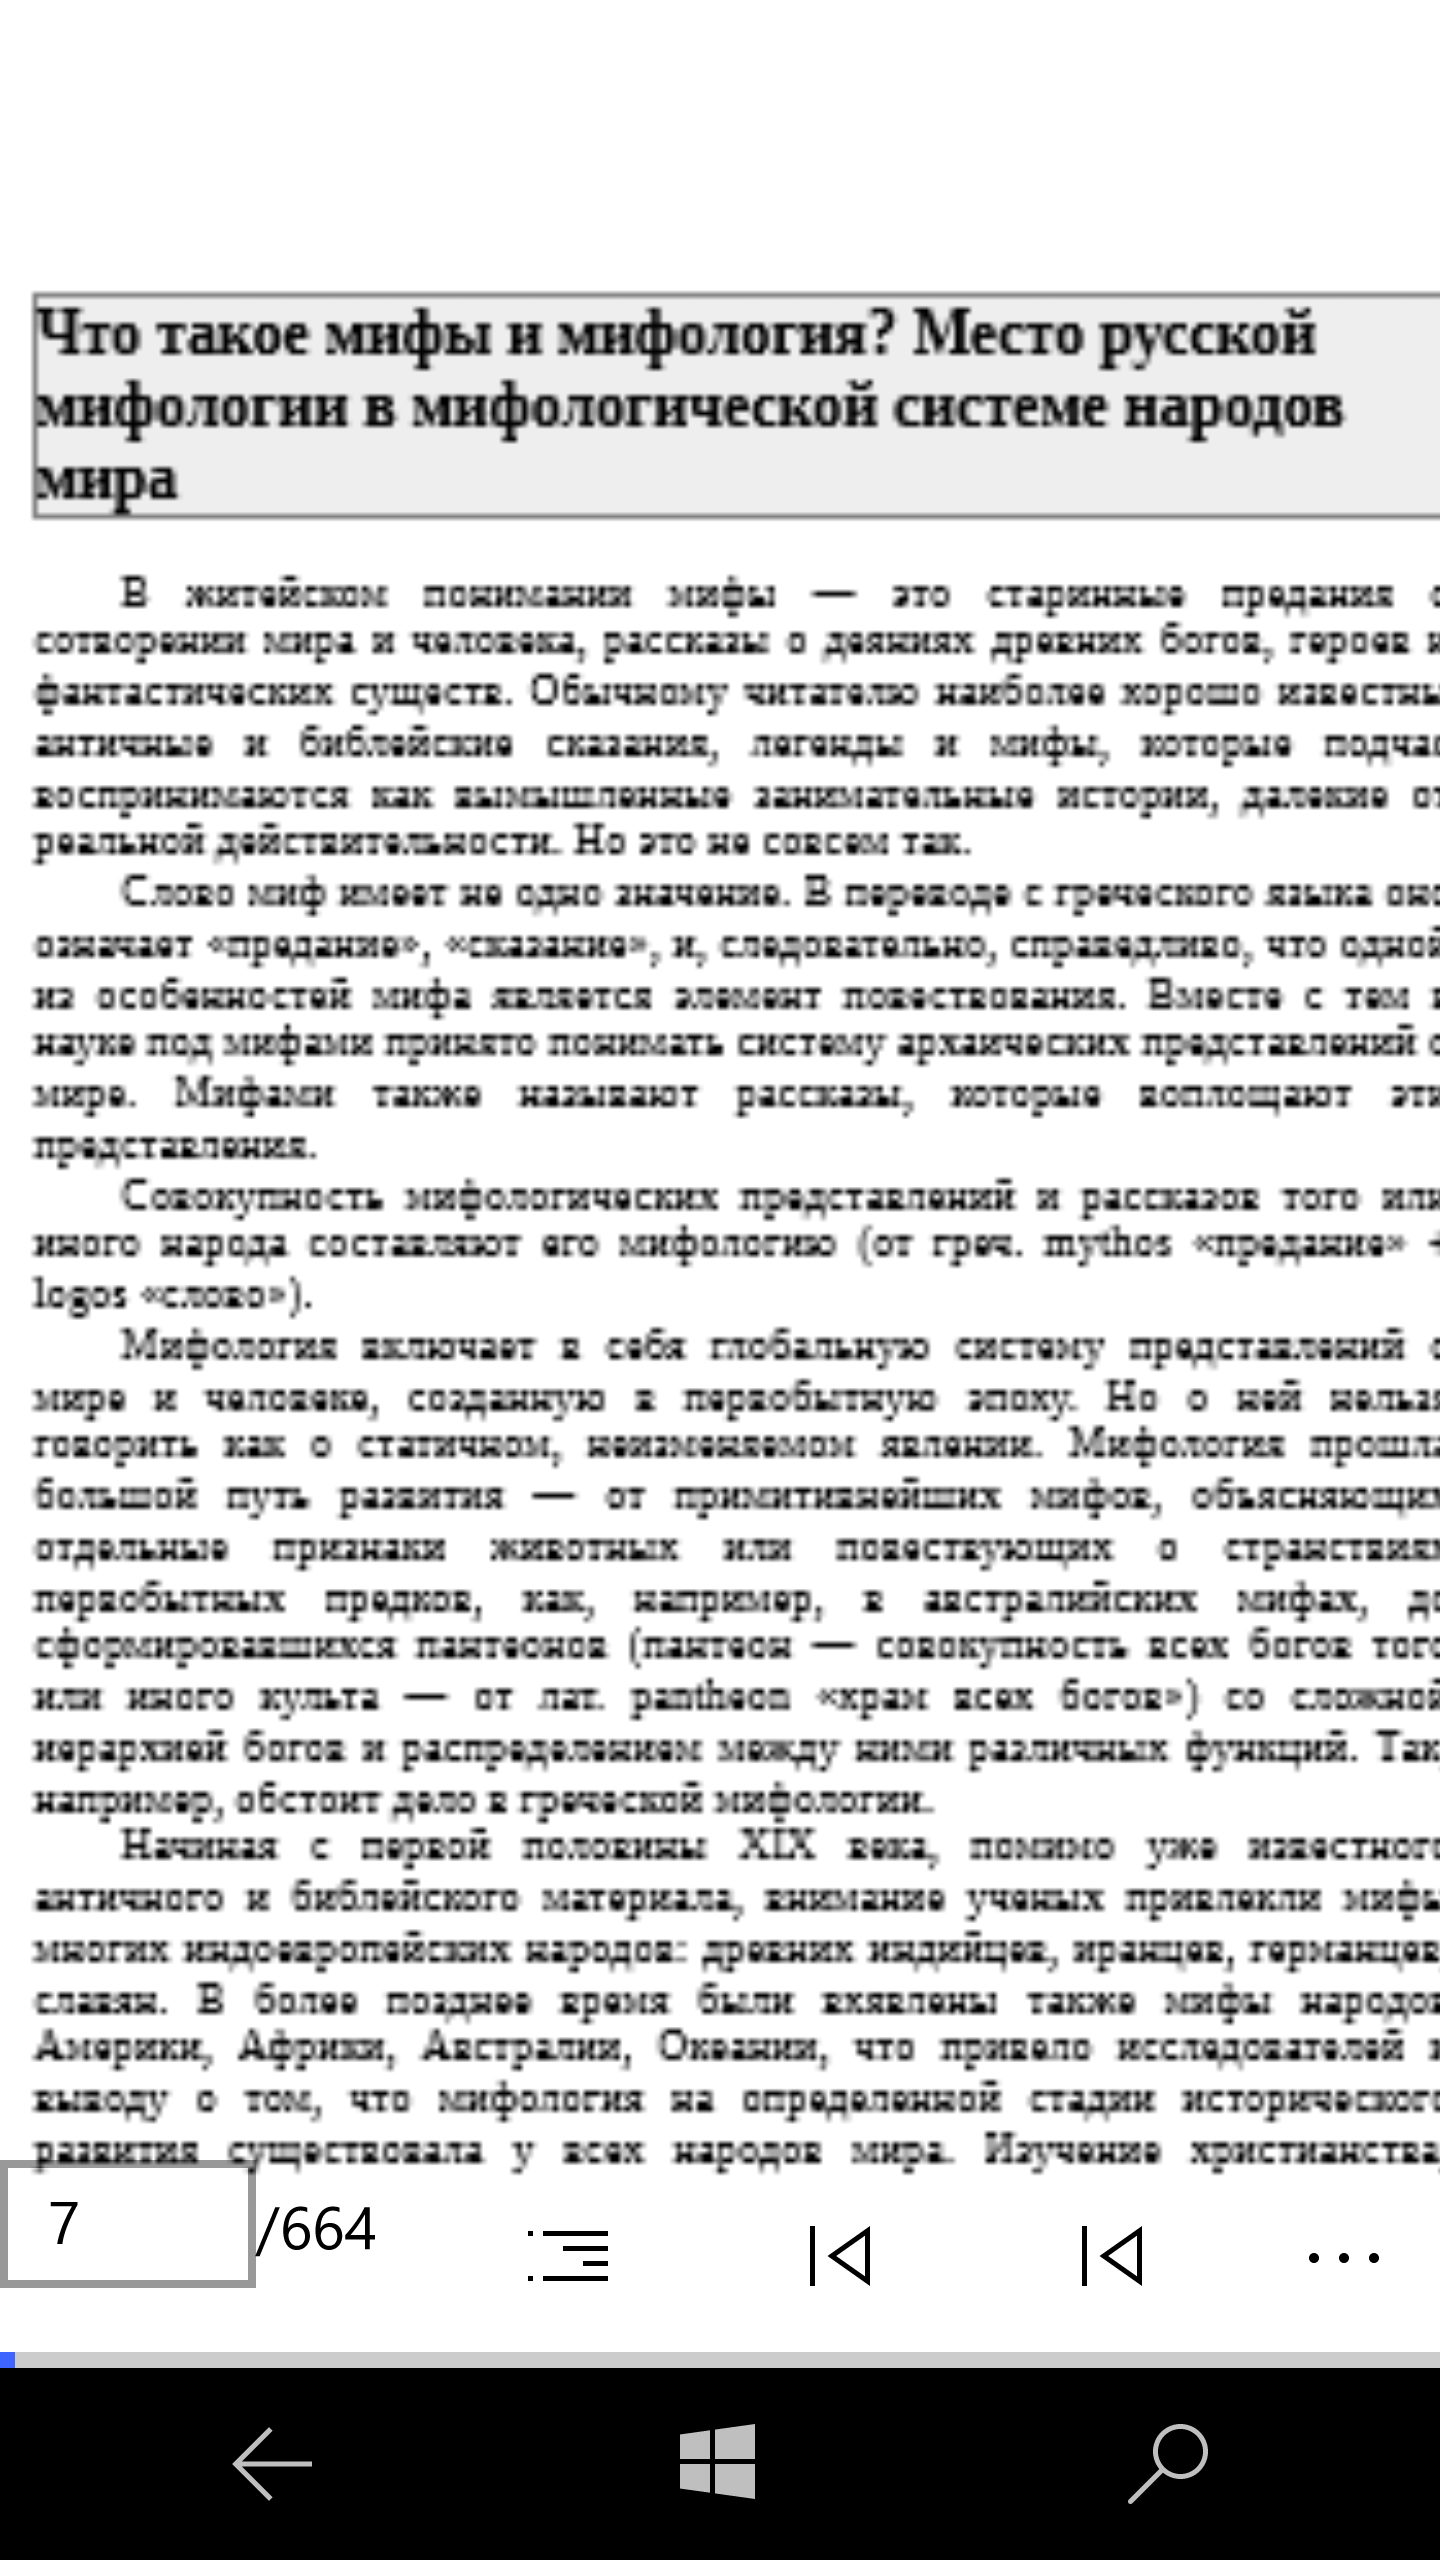 Что такое мифы и мифология? Место русской
мифологии в мифологической системе народов
мира
В житейском понимании мифы — это старинные предания о
сотворении мира и человека, рассказы о деяниях древних богов, героев и
фантастических существ. Обычному читателю наиболее хорошо известны
античные и библейские сказания, легенды и мифы, которые подчас
воспринимаются как вымышленные занимательные истории, далекие от
реальной действительности. Но это не совсем так.
Слово миф имеет не одно значение. В переводе с греческого языка оно
означает «предание», «сказание», и, следовательно, справедливо, что одной
из особенностей мифа является элемент повествования. Вместе с тем в
науке под мифами принято понимать систему архаических представлений о
мире. Мифами также называют рассказы, которые воплощают эти
представления.
Совокупность мифологических представлений и рассказов того или
иного народа составляют его мифологию (от греч. mythos «предание» +
logos «слово»).
Мифология включает в себя глобальную систему представлений о
мире и человеке, созданную в первобытную эпоху. Но о ней нельзя
говорить как о статичном, неизменяемом явлении. Мифология прошла
большой путь развития — от примитивнейших мифов, объясняющих
отдельные признаки животных или повествующих о странствиях
первобытных предков, как, например, в австралийских мифах, до
сформировавшихся пантеонов (пантеон — совокупность всех богов того
или иного культа — от лат. pantheon «храм всех богов») со сложной
иерархией богов и распределением между ними различных функций. Так,
например, обстоит дело в греческой мифологии.
Начиная с первой половины XIX века, помимо уже известного
античного и библейского материала, внимание ученых привлекли мифы
многих индоевропейских народов: древних индийцев, иранцев, германцев,
славян. В более позднее время были вхявлены также мифы народов
Америки, Африки, Австралии, Океании, что привело исследователей к
выводу о том, что мифология на определенной стадии исторического
развития существовала у всех народов мира. Изучение христианства,
7 /664